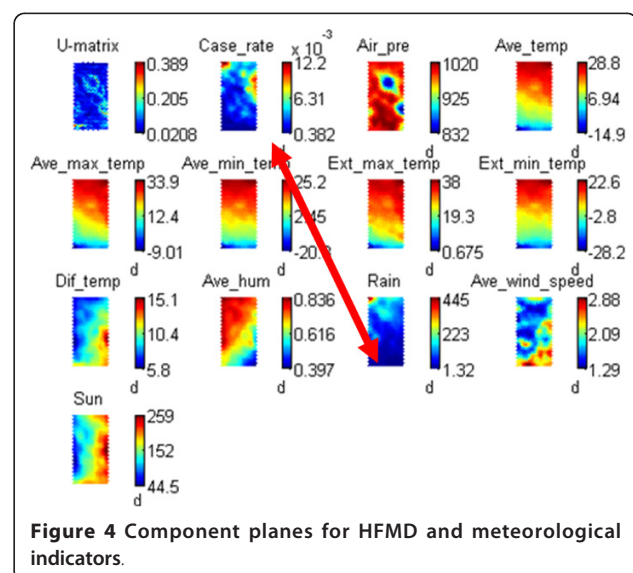 U-matrix Case_rate x 10^-3 Air_pre Ave_temp
0.389 12.2 1020 28.8
0.205 6.31 925 6.94
0.0208 0.382 832 -14.9
d d d
Ave_max_temp Ave_min_temp Ext_max_temp Ext_min_temp
33.9 25.2 38 22.6
12.4 2.45 19.3 -2.8
-9.01 0.675 -28.2
d d d d
Dif_temp Ave_hum Rain Ave_wind_speed
15.1 0.836 445 2.88
10.4 0.616 223 2.09
5.8 0.397 1.32 1.29
d d d d
Sun
259
152
44.5
d
Figure 4 Component planes for HFMD and meteorological
indicators.